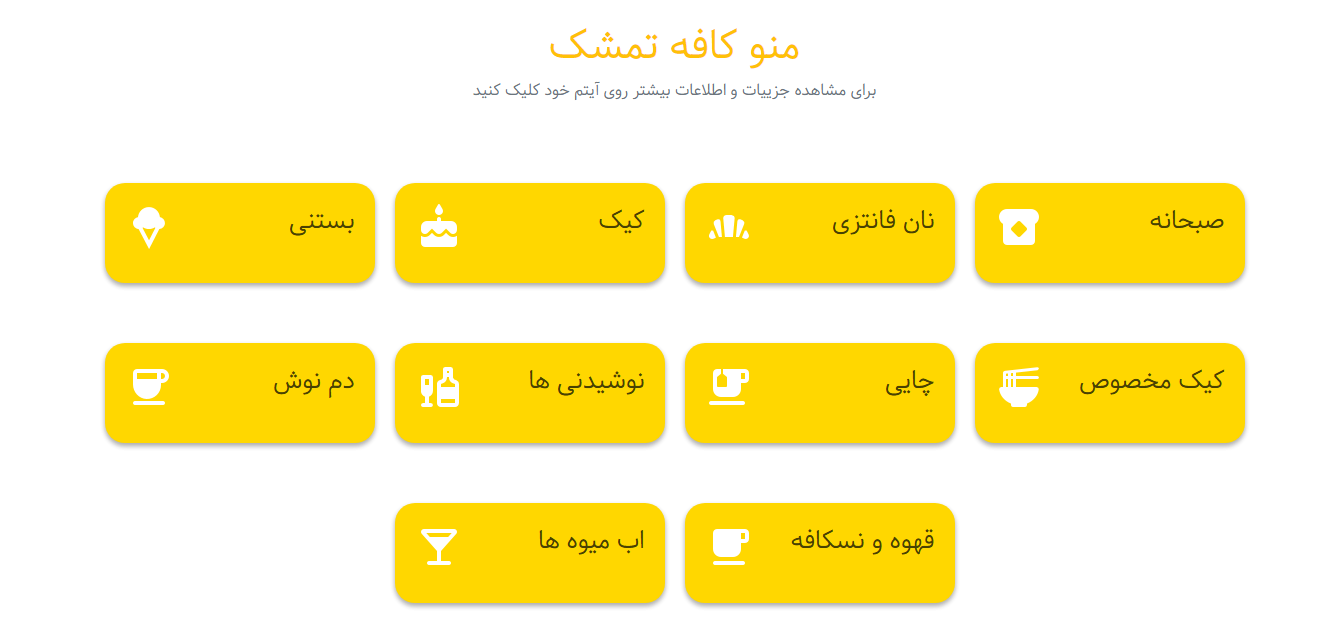 منو کافه تمشک
برای مشاهده جزییات و اطلاعات بیشتر روی آیتم خود کلیک کنید
صبحانه
نان فانتزی
کیک
بستنی
کیک مخصوص
چایی
نوشیدنی ها
دم نوش
قهوه و نسکافه
اب میوه ها